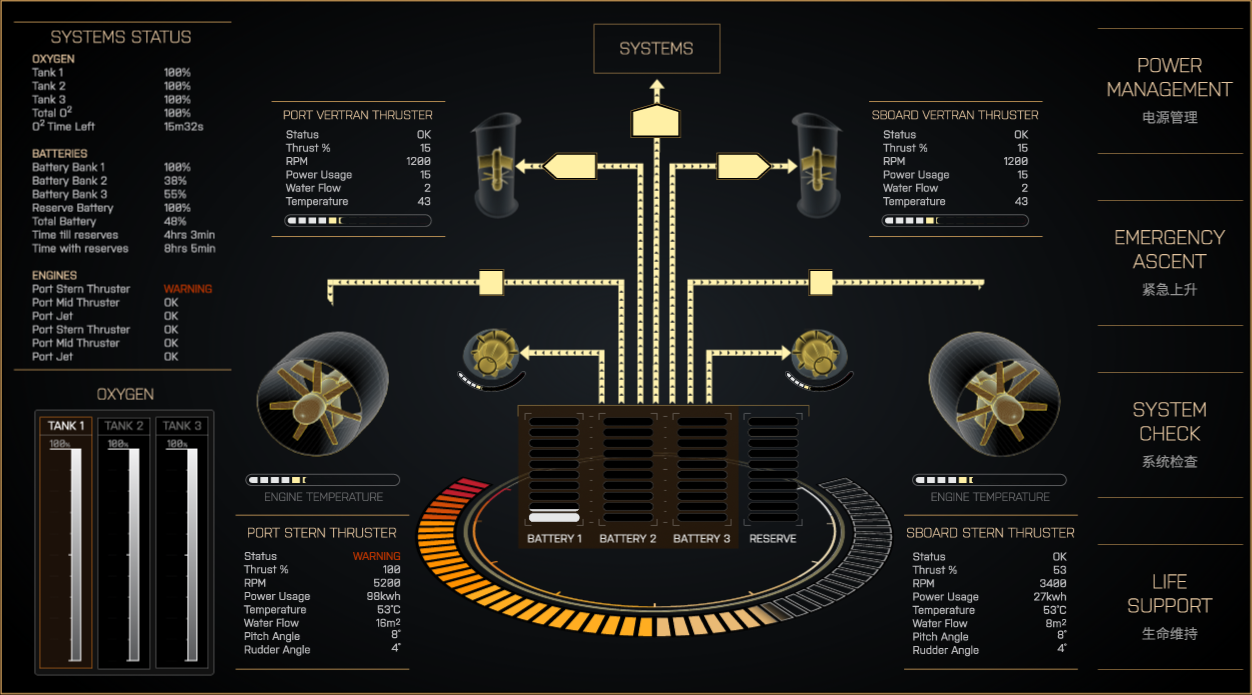 SYSTEMS STATUS
OXYGEN
Tank 1 100%
Tank 2 100%
Tank 3 100%
Total O² 100%
O² Time Left 15m32s
BATTERIES
Battery Bank 1 100%
Battery Bank 2 38%
Battery Bank 3 55%
Reserve Battery 100%
Total Battery 48%
Time till reserves 4hrs 3min
Time with reserves 8hrs 5min
ENGINES
Port Stern Thruster WARNING
Port Mid Thruster OK
Port Jet OK
Port Stern Thruster OK
Port Mid Thruster OK
Port Jet OK
OXYGEN
TANK 1 TANK 2 TANK 3
100% 100% 100%
SYSTEMS
PORT VERTRAN THRUSTER
Status OK
Thrust % 15
RPM 1200
Power Usage 15
Water Flow 2
Temperature 43
SBOARD VERTRAN THRUSTER
Status OK
Thrust % 15
RPM 1200
Power Usage 15
Water Flow 2
Temperature 43
ENGINE TEMPERATURE
PORT STERN THRUSTER
Status WARNING
Thrust % 100
RPM 5200
Power Usage 98kwh
Temperature 53°C
Water Flow 16m²
Pitch Angle 8°
Rudder Angle 4°
BATTERY 1 BATTERY 2 BATTERY 3 RESERVE
ENGINE TEMPERATURE
SBOARD STERN THRUSTER
Status OK
Thrust % 53
RPM 3400
Power Usage 27kwh
Temperature 53°C
Water Flow 8m²
Pitch Angle 8°
Rudder Angle 4°
POWER
MANAGEMENT
电源管理
EMERGENCY
ASCENT
紧急上升
SYSTEM
CHECK
系统检查
LIFE
SUPPORT
生命维持